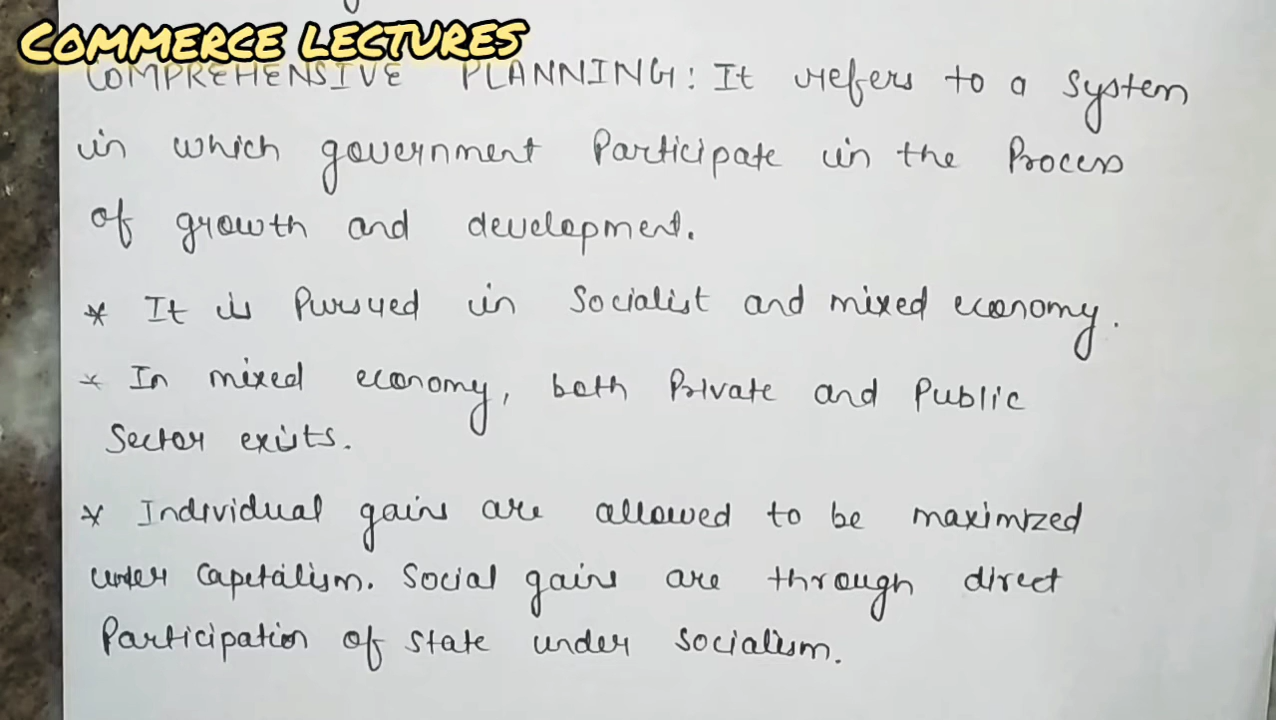 COMMERCE LECTURES
COMPREHENSIVE PLANNING: It refers to a system
in which government Participate in the Process
of growth and development.
* It is Pursued in Socialist and mixed economy.
* In mixed economy, both Private and Public
Sector exists.
* Individual gains are allowed to be maximized
under Capitalism. Social gains are through direct
Participation of State under Socialism.